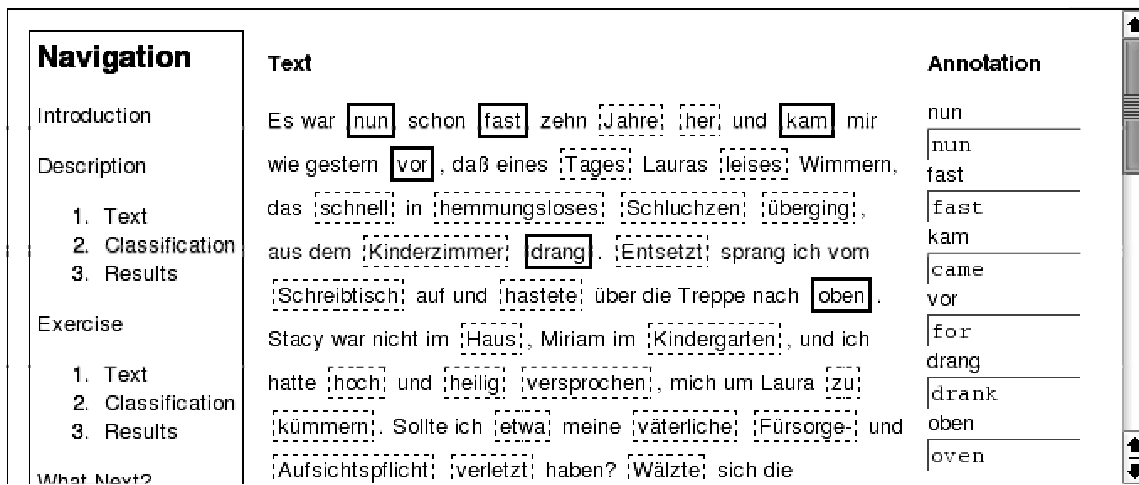 Navigation
Introduction
Description
1. Text
2. Classification
3. Results
Exercise
1. Text
2. Classification
3. Results
What Next?
Text
Es war nun schon fast zehn Jahre her und kam mir
wie gestern vor, daß eines Tages Lauras leises Wimmern,
das schnell in hemmungsloses Schluchzen überging,
aus dem Kinderzimmer drang. Entsetzt sprang ich vom
Schreibtisch auf und hastete über die Treppe nach oben.
Stacy war nicht im Haus, Miriam im Kindergarten, und ich
hatte hoch und heilig versprochen, mich um Laura zu
kümmern. Sollte ich etwa meine väterliche Fürsorge- und
Aufsichtspflicht verletzt haben? Wälzte sich die
Annotation
nun
nun
fast
fast
kam
came
vor
for
drang
drank
oben
oven